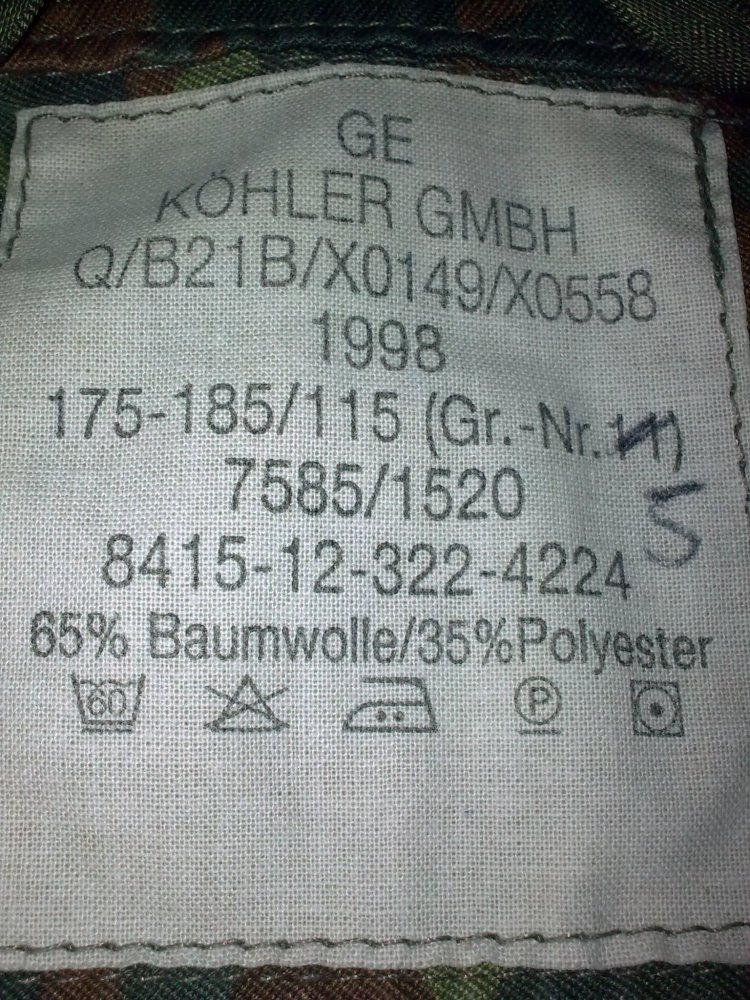 GE
KÖHLER GMBH
Q/B21B/X0149/X0558
1998
175-185/115 (Gr.-Nr.11)
5
7585/1520
8415-12-322-4224
65% Baumwolle/35%Polyester
60 P